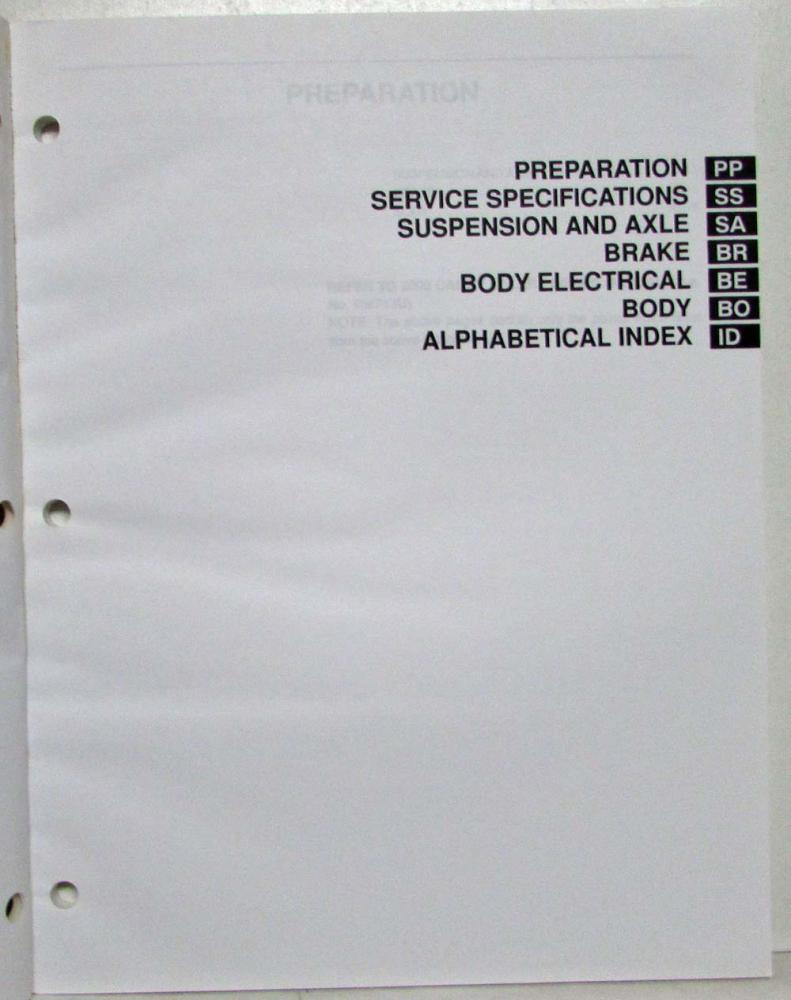 PREPARATION
PREPARATION PP
SERVICE SPECIFICATIONS SS
SUSPENSION AND AXLE SA
BRAKE BR
BODY ELECTRICAL BE
BODY BO
ALPHABETICAL INDEX ID